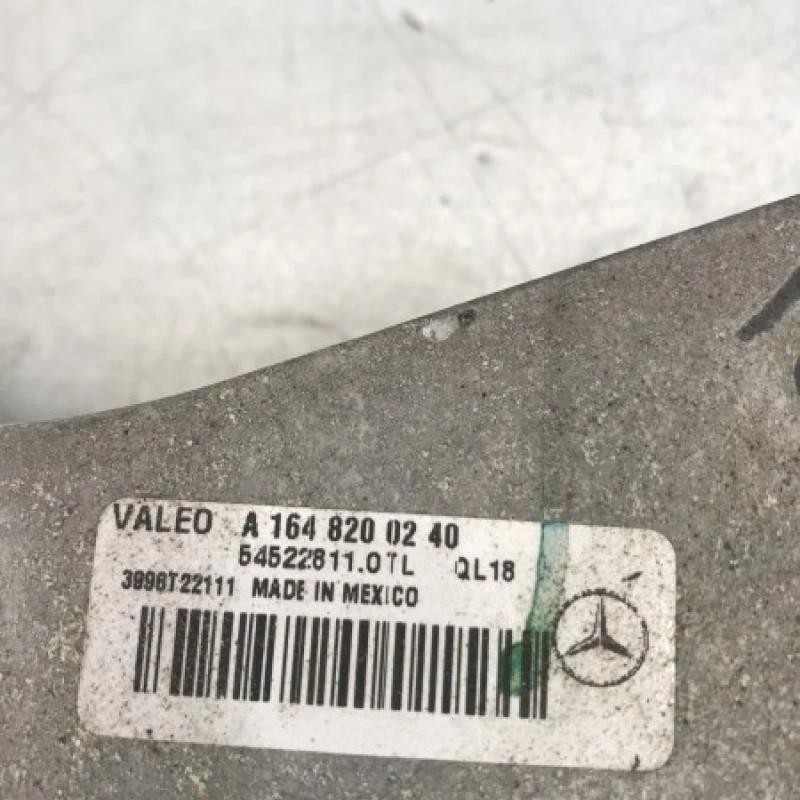 VALEO A 164 820 02 40
54522811.0TL QL18
3996T22111 MADE IN MEXICO